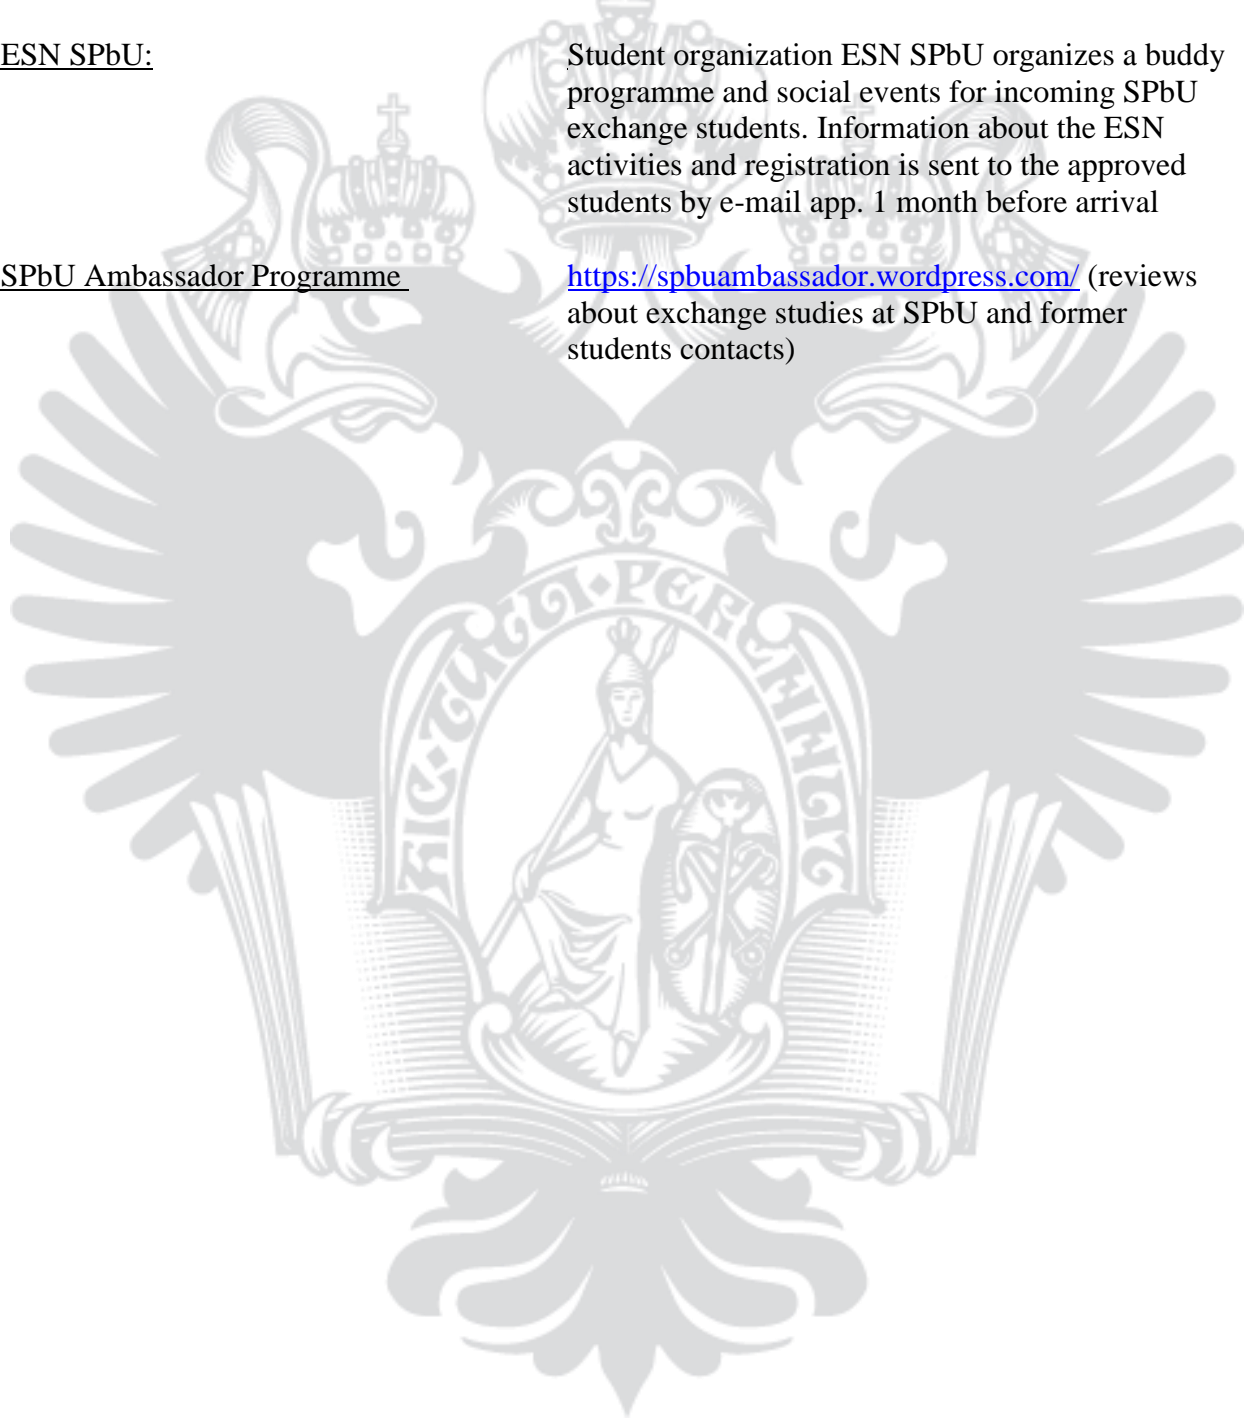 ESN SPbU:
Student organization ESN SPbU organizes a buddy
programme and social events for incoming SPbU
exchange students. Information about the ESN
activities and registration is sent to the approved
students by e-mail app. 1 month before arrival
SPbU Ambassador Programme
https://spbuambassador.wordpress.com/ (reviews
about exchange studies at SPbU and former
students contacts)